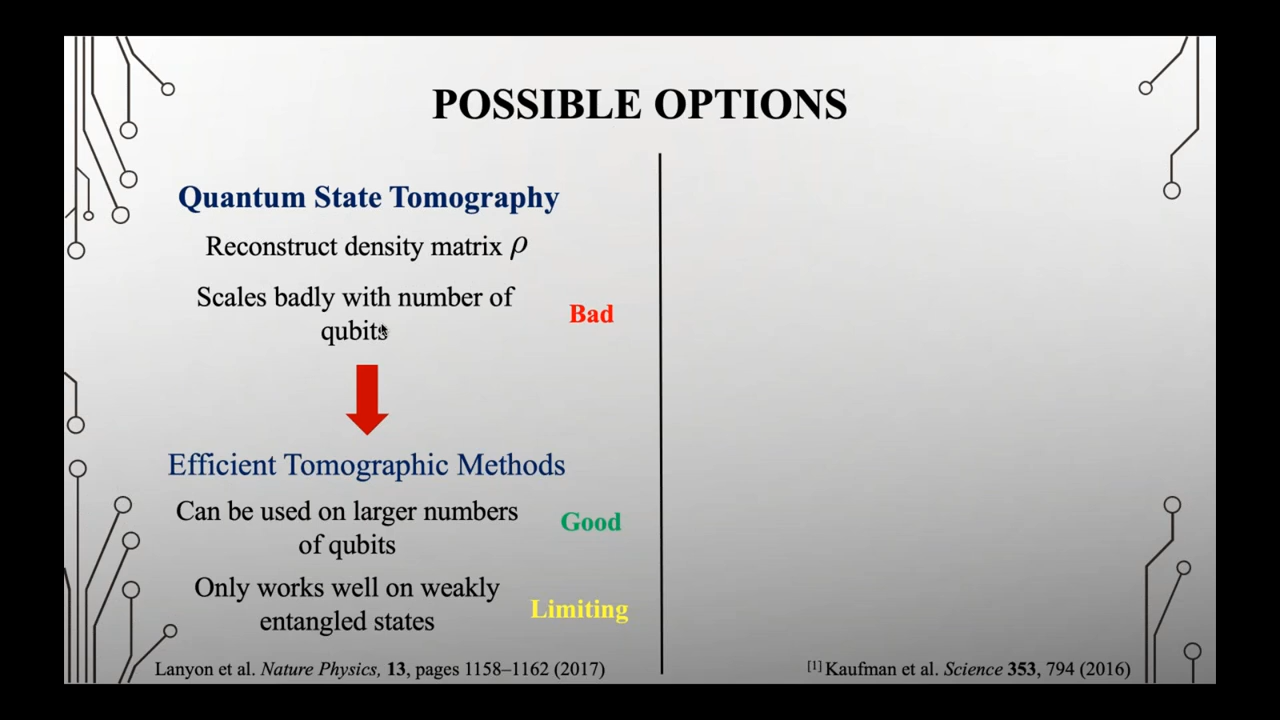 POSSIBLE OPTIONS
Quantum State Tomography
Reconstruct density matrix ρ
Scales badly with number of
qubits
Bad
Efficient Tomographic Methods
Can be used on larger numbers
of qubits
Good
Only works well on weakly
entangled states
Limiting
Lanyon et al. Nature Physics, 13, pages 1158–1162 (2017)
[1] Kaufman et al. Science 353, 794 (2016)